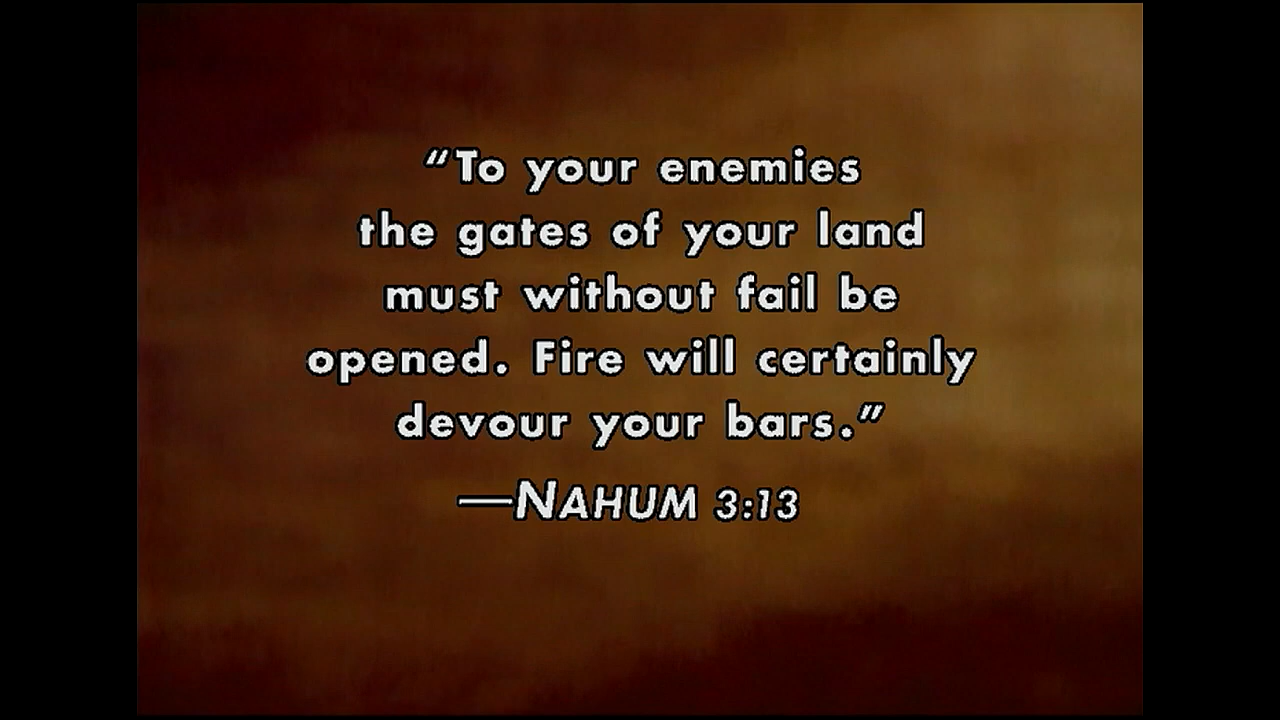 “To your enemies
the gates of your land
must without fail be
opened. Fire will certainly
devour your bars.”
—NAHUM 3:13